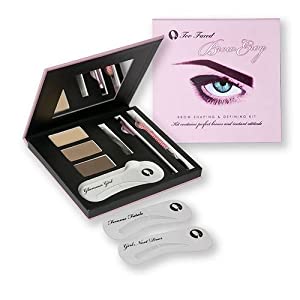 Too Faced
Brow Envy
BROW SHAPING & DEFINING KIT
Kit contains perfect brows and instant attitude
Glamour Girl
Femme Fatale
Girl Next Door